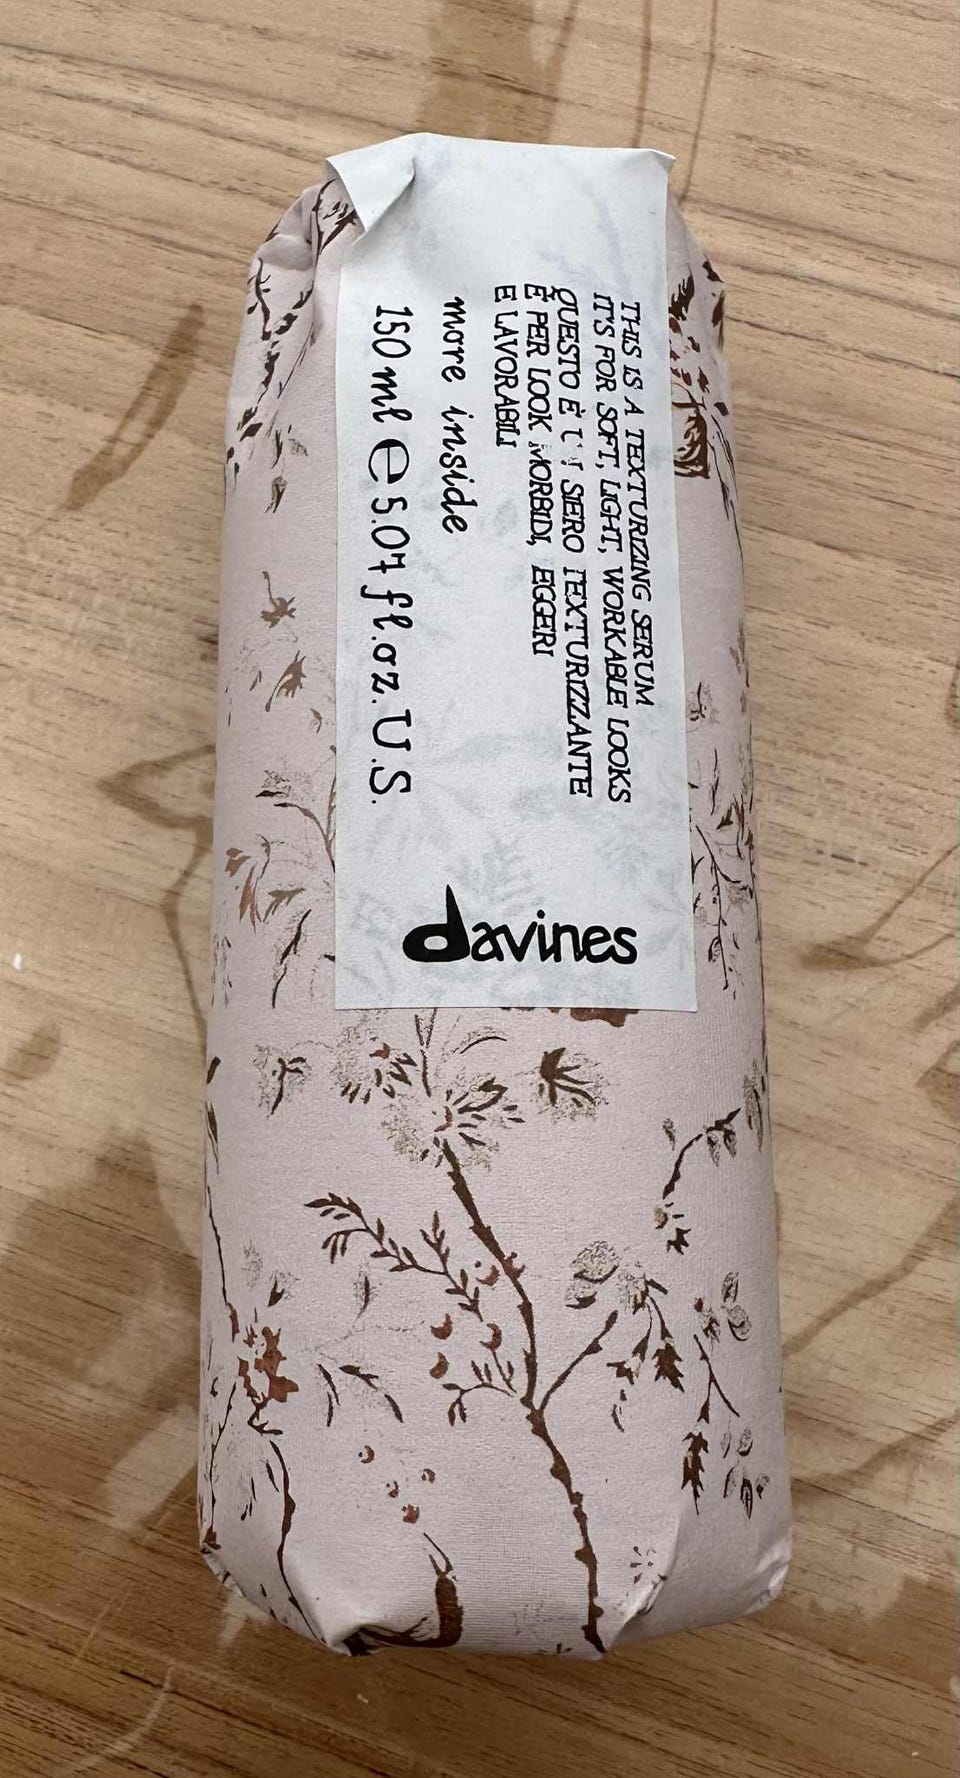 THIS IS A TEXTURIZING SERUM
IT'S FOR SOFT, LIGHT, WORKABLE LOOKS
QUESTO È SIERO TEXTURIZZANTE
È PER LOOK MORBIDI, EGGERI
E LAVORABILI
more inside
150 ml e 5.07 fl.oz.U.S.
davines